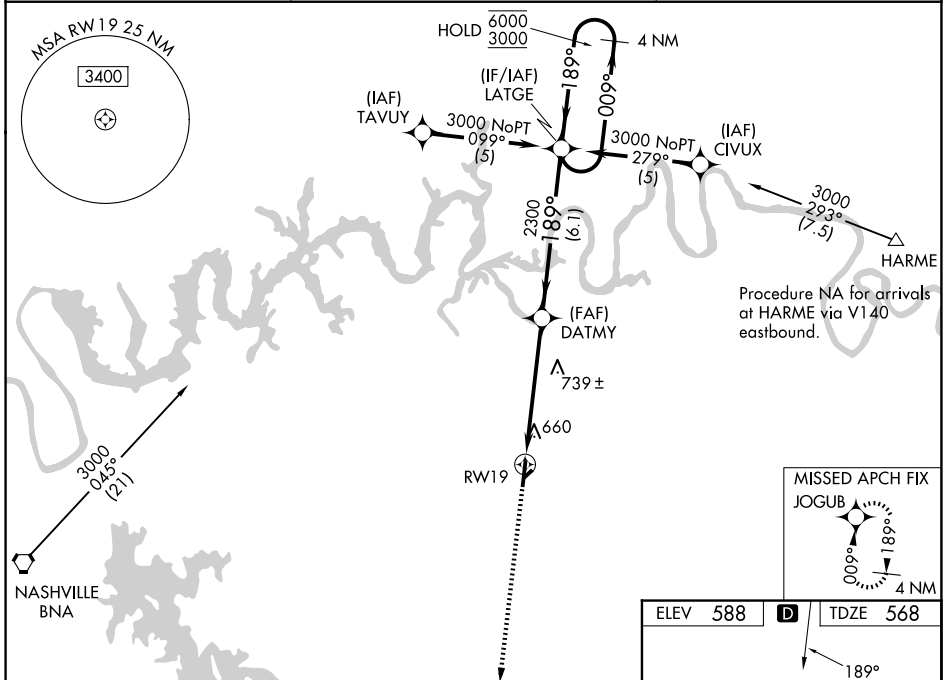 MSA RW19 25 NM
3400
HOLD 6000
3000
4 NM
189°
009°
(IF/IAF)
LATGE
(IAF)
TAVUY
3000 NoPT
099°
(5)
3000 NoPT
279°
(5)
(IAF)
CIVUX
3000
293°
(7.5)
HARME
Procedure NA for arrivals
at HARME via V140
eastbound.
2300
189°
(6.1)
(FAF)
DATMY
739 ±
660
RW19
3000
045°
(21)
NASHVILLE
BNA
MISSED APCH FIX
JOGUB
009°
189°
4 NM
ELEV 588
D
TDZE 568
189°